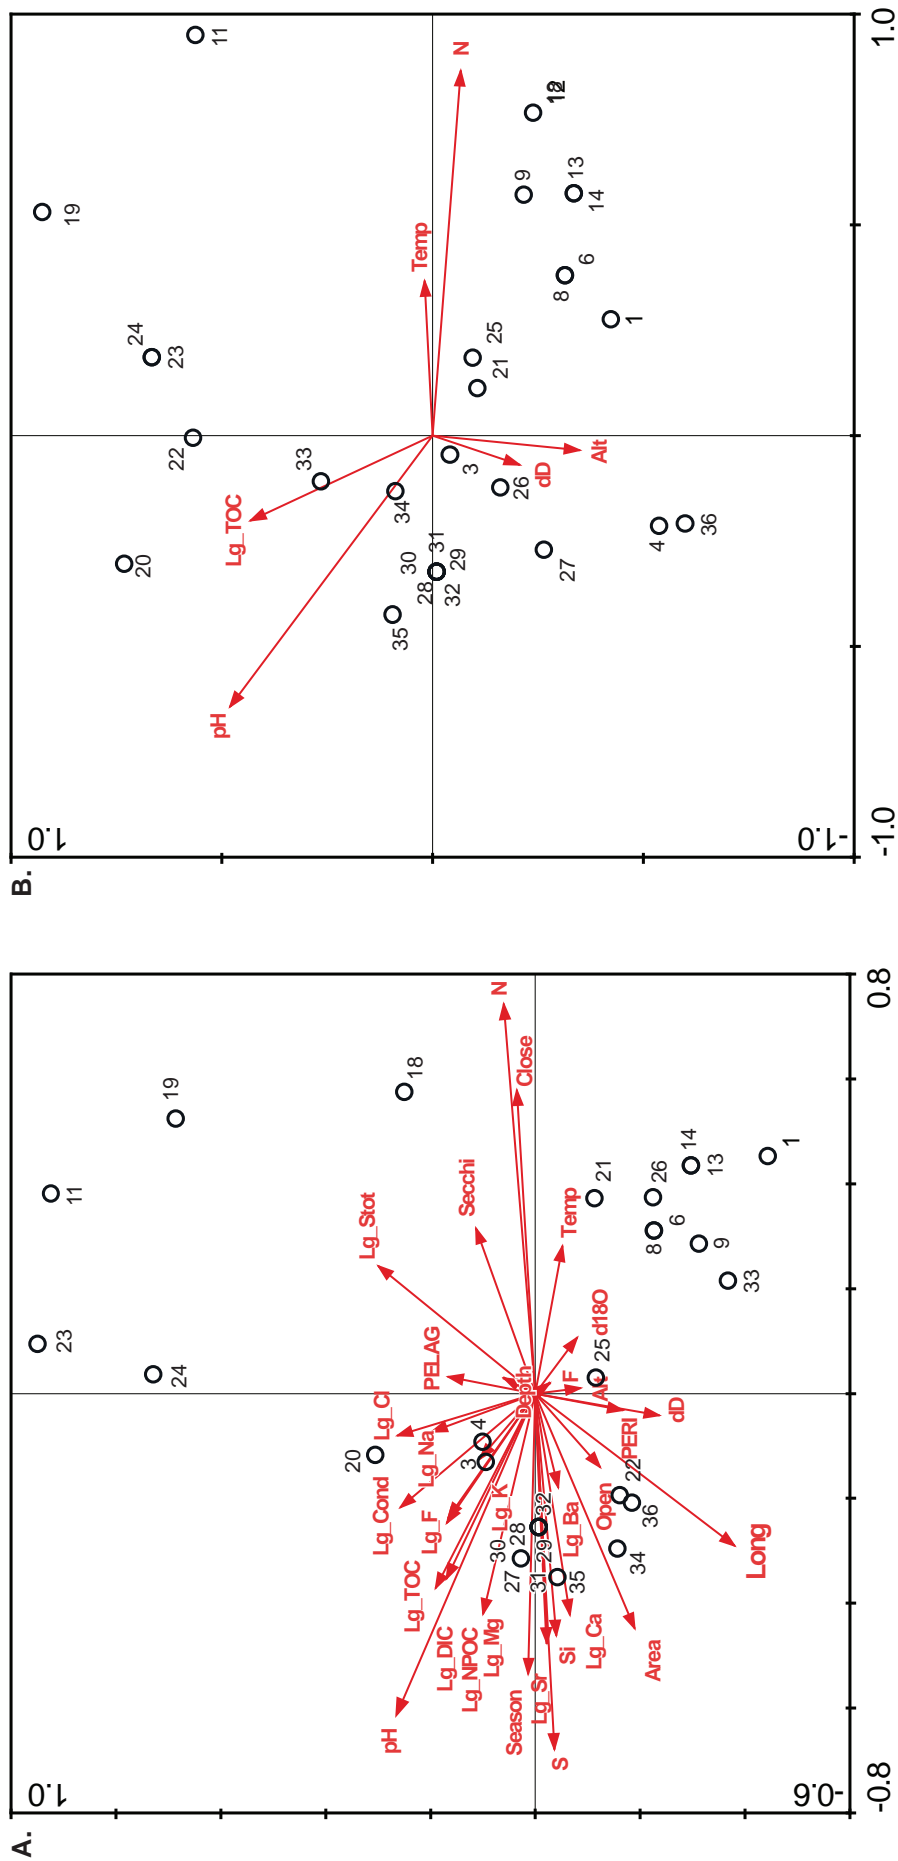 A.
1.0
-0.6
-0.8
0.8
N
Close
Secchi
Lg_Stot
Temp
PELAG
d18O
Depth
F
Alt
dD
PERI
Lg_Cl
Lg_Na
Lg_Cond
Lg_F
Lg_K
Lg_TOC
Lg_DIC
Lg_NPOC
Lg_Mg
pH
Season
Lg_Sr
S
Si
Lg_Ca
Lg_Ba
Open
Area
Long
23
11
19
24
18
20
4
3
30
28
27
32
29
31
35
34
22
36
25
21
26
14
13
1
8
6
9
33
B.
1.0
-1.0
-1.0
1.0
N
Temp
Alt
dD
Lg_TOC
pH
11
19
24
23
22
20
33
34
30
31
28
29
32
35
3
26
27
4
36
21
25
8
6
1
9
13
14